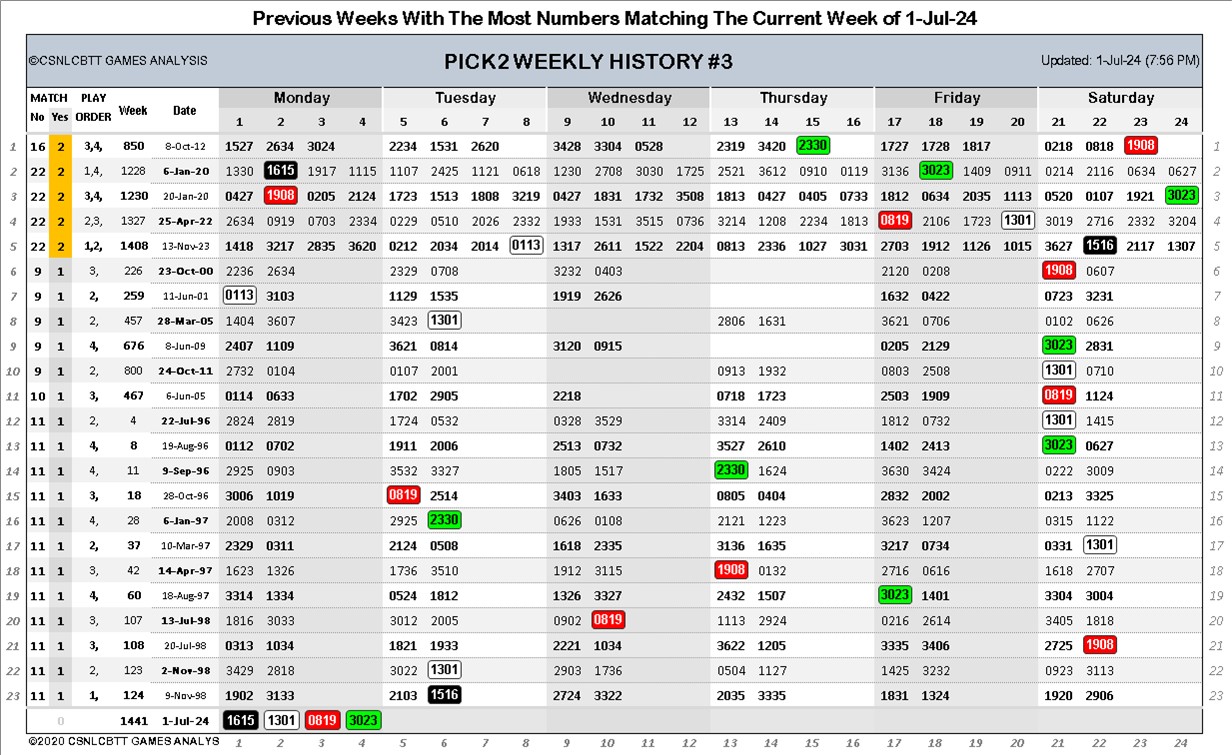 Previous Weeks With The Most Numbers Matching The Current Week of 1-Jul-24
©CSNLCBTT GAMES ANALYSIS PICK2 WEEKLY HISTORY #3 Updated: 1-Jul-24 (7:56 PM)
MATCH PLAY Week Date Monday Tuesday Wednesday Thursday Friday Saturday
No Yes ORDER 1 2 3 4 5 6 7 8 9 10 11 12 13 14 15 16 17 18 19 20 21 22 23 24
1 16 2 3,4, 850 8-Oct-12 1527 2634 3024 2234 1531 2620 3428 3304 0528 2319 3420 2330 1727 1728 1817 0218 0818 1908 1
2 22 2 1,4, 1228 6-Jan-20 1330 1615 1917 1115 1107 2425 1121 0618 1230 2708 3030 1725 2521 3612 0910 0119 3136 3023 1409 0911 0214 2116 0634 0627 2
3 22 2 3,4, 1230 20-Jan-20 0427 1908 0205 2124 1723 1513 1808 3219 0427 1831 1732 3508 1813 0427 0405 0733 1812 0634 2035 1113 0520 0107 1921 3023 3
4 22 2 2,3, 1327 25-Apr-22 2634 0919 0703 2334 0229 0510 2026 2332 1933 1531 3515 0736 3214 1208 2234 1813 0819 2106 1723 1301 3019 2716 2332 3204 4
5 22 2 1,2, 1408 13-Nov-23 1418 3217 2835 3620 0212 2034 2014 0113 1317 2611 1522 2204 0813 2336 1027 3031 2703 1912 1126 1015 3627 1516 2117 1307 5
6 9 1 3, 226 23-Oct-00 2236 2634 2329 0708 3232 0403 2120 0208 1908 0607 6
7 9 1 2, 259 11-Jun-01 0113 3103 1129 1535 1919 2626 1632 0422 0723 3231 7
8 9 1 2, 457 28-Mar-05 1404 3607 3423 1301 2806 1631 3621 0706 0102 0626 8
9 9 1 4, 676 8-Jun-09 2407 1109 3621 0814 3120 0915 0205 2129 3023 2831 9
10 9 1 2, 800 24-Oct-11 2732 0104 0107 2001 0913 1932 0803 2508 1301 0710 10
11 10 1 3, 467 6-Jun-05 0114 0633 1702 2905 2218 0718 1723 2503 1909 0819 1124 11
12 11 1 2, 4 22-Jul-96 2824 2819 1724 0532 0328 3529 3314 2409 1812 0732 1301 1415 12
13 11 1 4, 8 19-Aug-96 0112 0702 1911 2006 2513 0732 3527 2610 1402 2413 3023 0627 13
14 11 1 4, 11 9-Sep-96 2925 0903 3532 3327 1805 1517 2330 1624 3630 3424 0222 3009 14
15 11 1 3, 18 28-Oct-96 3006 1019 0819 2514 3403 1633 0805 0404 2832 2002 0213 3325 15
16 11 1 4, 28 6-Jan-97 2008 0312 2925 2330 0626 0108 2121 1223 3623 1207 0315 1122 16
17 11 1 2, 37 10-Mar-97 2329 0311 2124 0508 1618 2335 3136 1635 3217 0734 0331 1301 17
18 11 1 3, 42 14-Apr-97 1623 1326 1736 3510 1912 3115 1908 0132 2716 0616 1618 2707 18
19 11 1 4, 60 18-Aug-97 3314 1334 0524 1812 1326 3327 2432 1507 3023 1401 3304 3004 19
20 11 1 3, 107 13-Jul-98 1816 3033 3012 2005 0902 0819 1113 2924 0216 2614 3405 1818 20
21 11 1 3, 108 20-Jul-98 0313 1034 1821 1933 2221 1034 3622 1205 3335 3406 2725 1908 21
22 11 1 2, 123 2-Nov-98 3429 2818 3022 1301 2903 1736 0504 1127 1425 3232 0923 3113 22
23 11 1 1, 124 9-Nov-98 1902 3133 2103 1516 2724 3322 2035 3335 1831 1324 1920 2906 23
0 1441 1-Jul-24 1615 1301 0819 3023
©2020 CSNLCBTT GAMES ANALYS 1 2 3 4 5 6 7 8 9 10 11 12 13 14 15 16 17 18 19 20 21 22 23 24